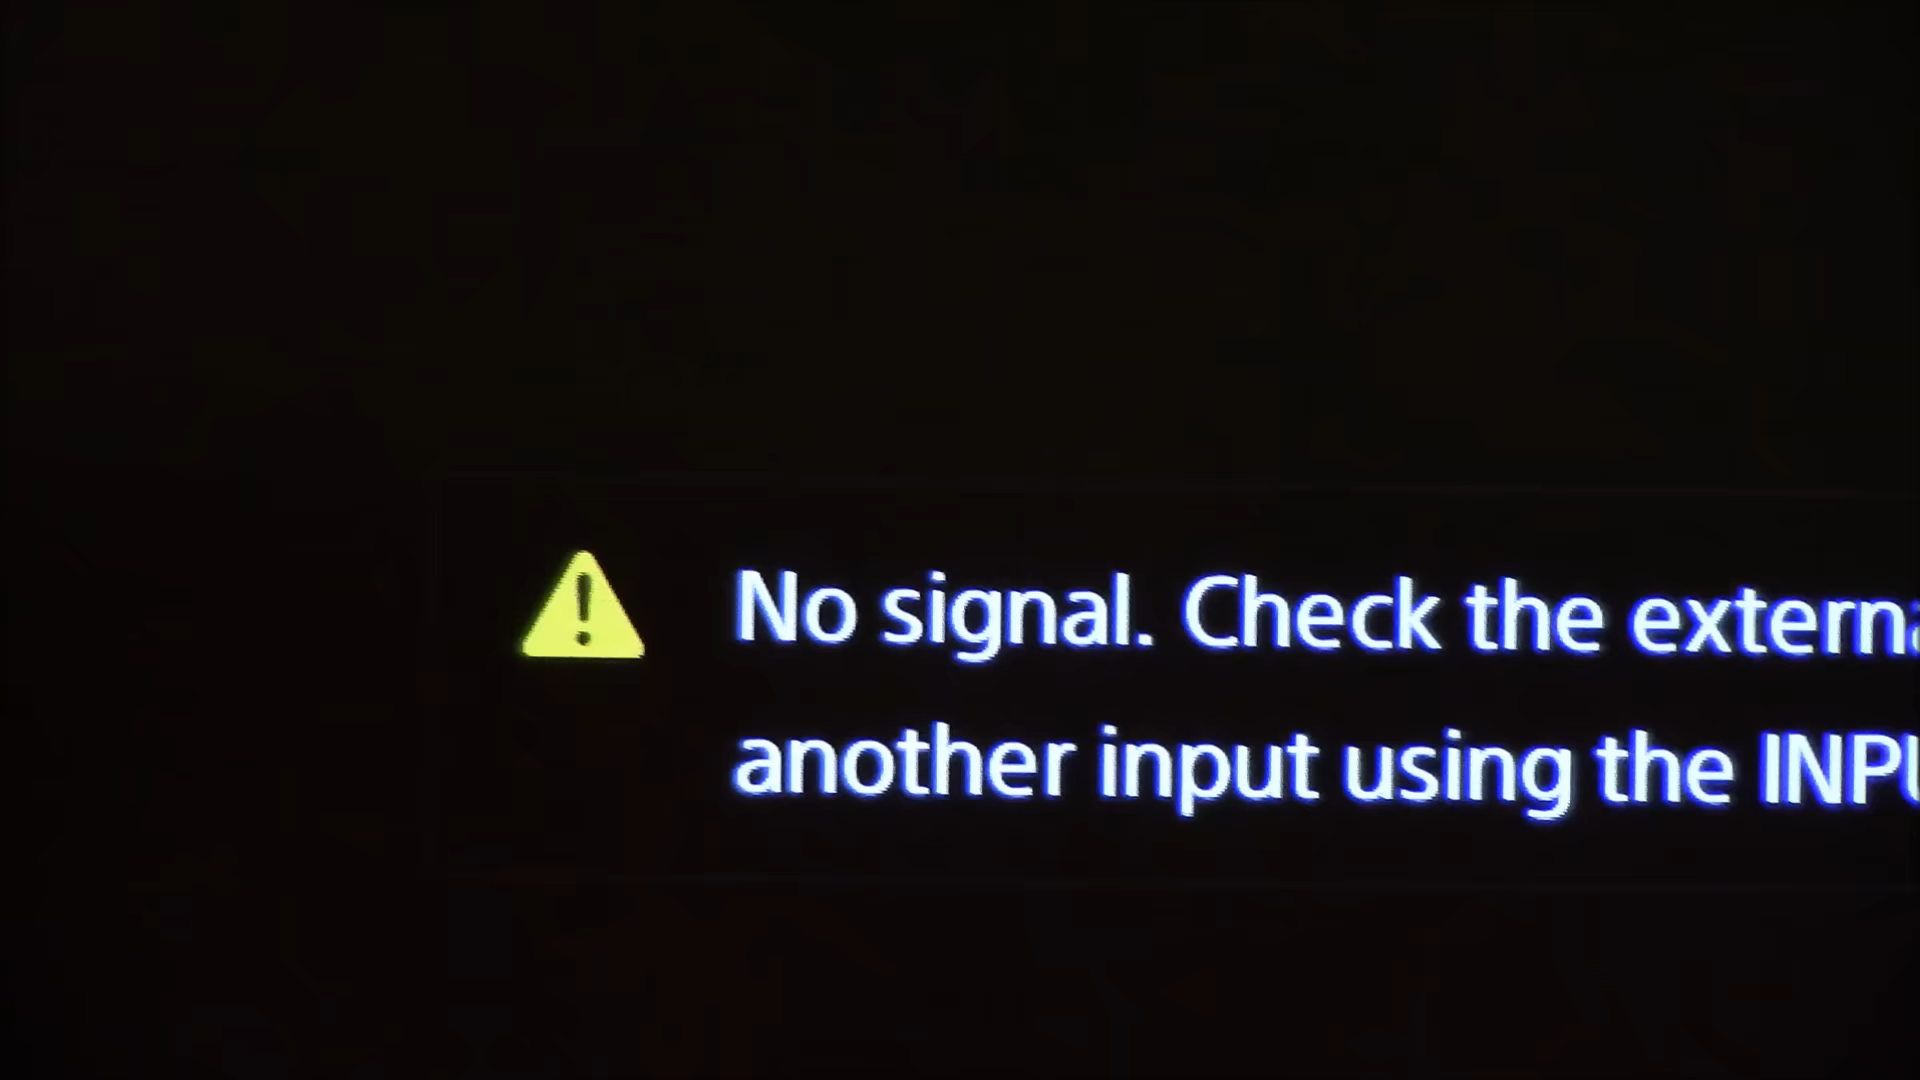 No signal. Check the externa
another input using the INPU